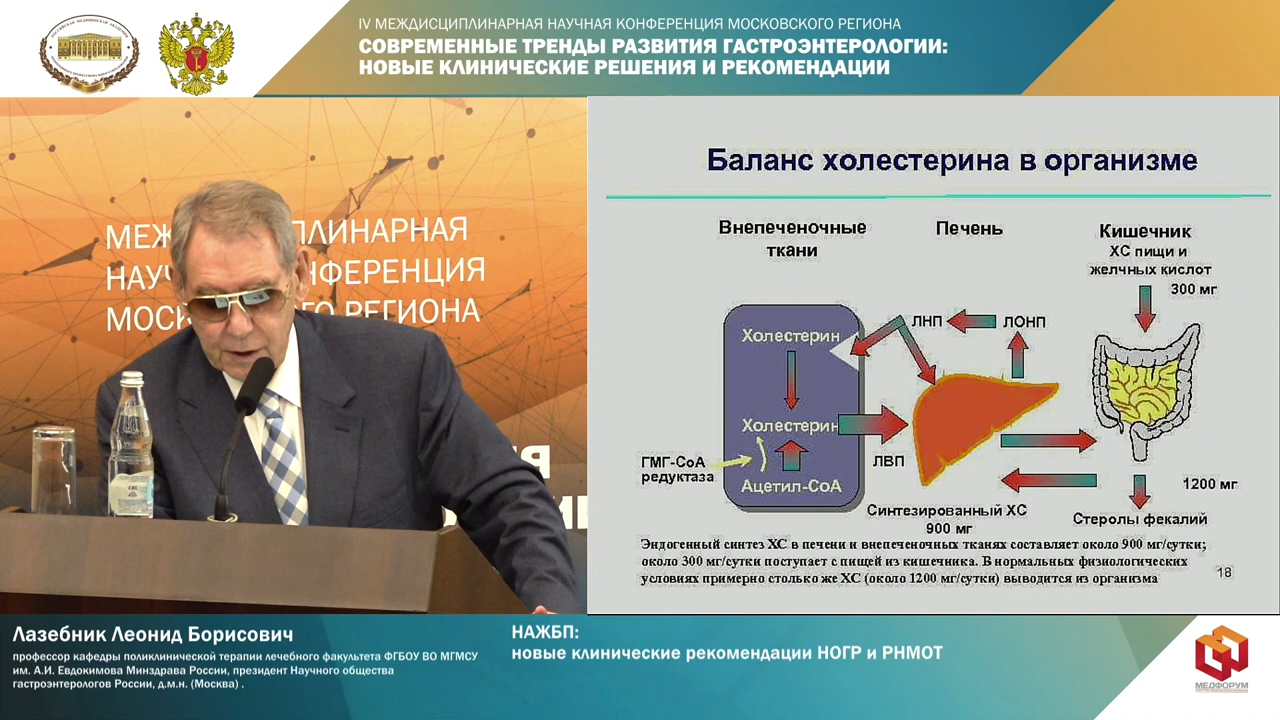 IV МЕЖДИСЦИПЛИНАРНАЯ НАУЧНАЯ КОНФЕРЕНЦИЯ МОСКОВСКОГО РЕГИОНА
СОВРЕМЕННЫЕ ТРЕНДЫ РАЗВИТИЯ ГАСТРОЭНТЕРОЛОГИИ:
НОВЫЕ КЛИНИЧЕСКИЕ РЕШЕНИЯ И РЕКОМЕНДАЦИИ
МЕЖ ПЛИНАРНАЯ
НАУЧ НФЕРЕНЦИЯ
МОСК ГО РЕГИОНА
Баланс холестерина в организме
Внепеченочные
ткани
Печень
Кишечник
ХС пищи и
желчных кислот
300 мг
Холестерин
ЛНП
ЛОНП
Холестерин
ЛВП
ГМГ-СоА
редуктаза
Ацетил-СоА
Синтезированный ХС
900 мг
1200 мг
Стеролы фекалий
Эндогенный синтез ХС в печени и внепеченочных тканях составляет около 900 мг/сутки;
около 300 мг/сутки поступает с пищей из кишечника. В нормальных физиологических
условиях примерно столько же ХС (около 1200 мг/сутки) выводится из организма
18
Лазебник Леонид Борисович
профессор кафедры поликлинической терапии лечебного факультета ФГБОУ ВО МГМСУ
им. А.И. Евдокимова Минздрава России, президент Научного общества
гастроэнтерологов России, д.м.н. (Москва) .
НАЖБП:
новые клинические рекомендации НОГР и РНМОТ
МЕДФОРУМ